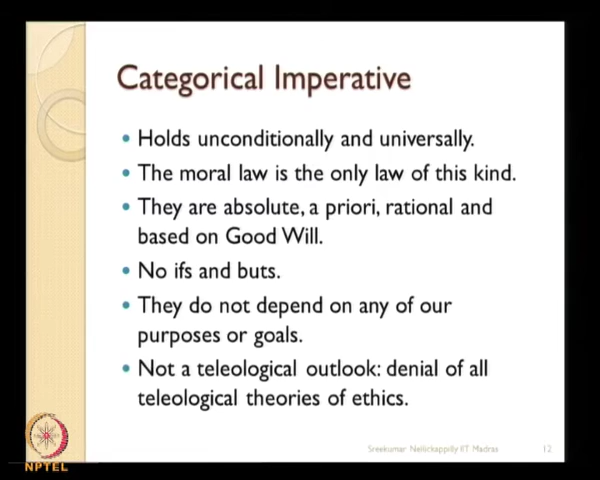 Categorical Imperative
• Holds unconditionally and universally.
• The moral law is the only law of this kind.
• They are absolute, a priori, rational and
based on Good Will.
• No ifs and buts.
• They do not depend on any of our
purposes or goals.
• Not a teleological outlook: denial of all
teleological theories of ethics.
Sreekumar Nellickappilly IIT Madras 12
NPTEL